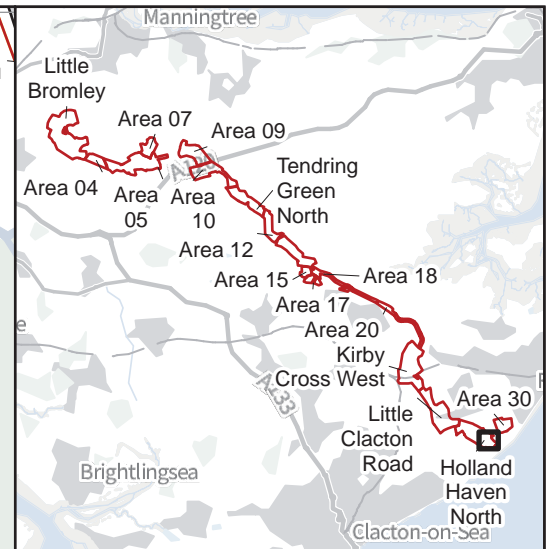 Manningtree
Little
Bromley
Area 07
Area 09
A120
Tendring
Green
North
Area 04
Area
05
Area
10
Area 12
Area 15
Area 18
Area 17
Area 20
Kirby
Cross West
A133
Area 30
Little
Clacton
Road
Holland
Haven
North
Brightlingsea
Clacton-on-Sea